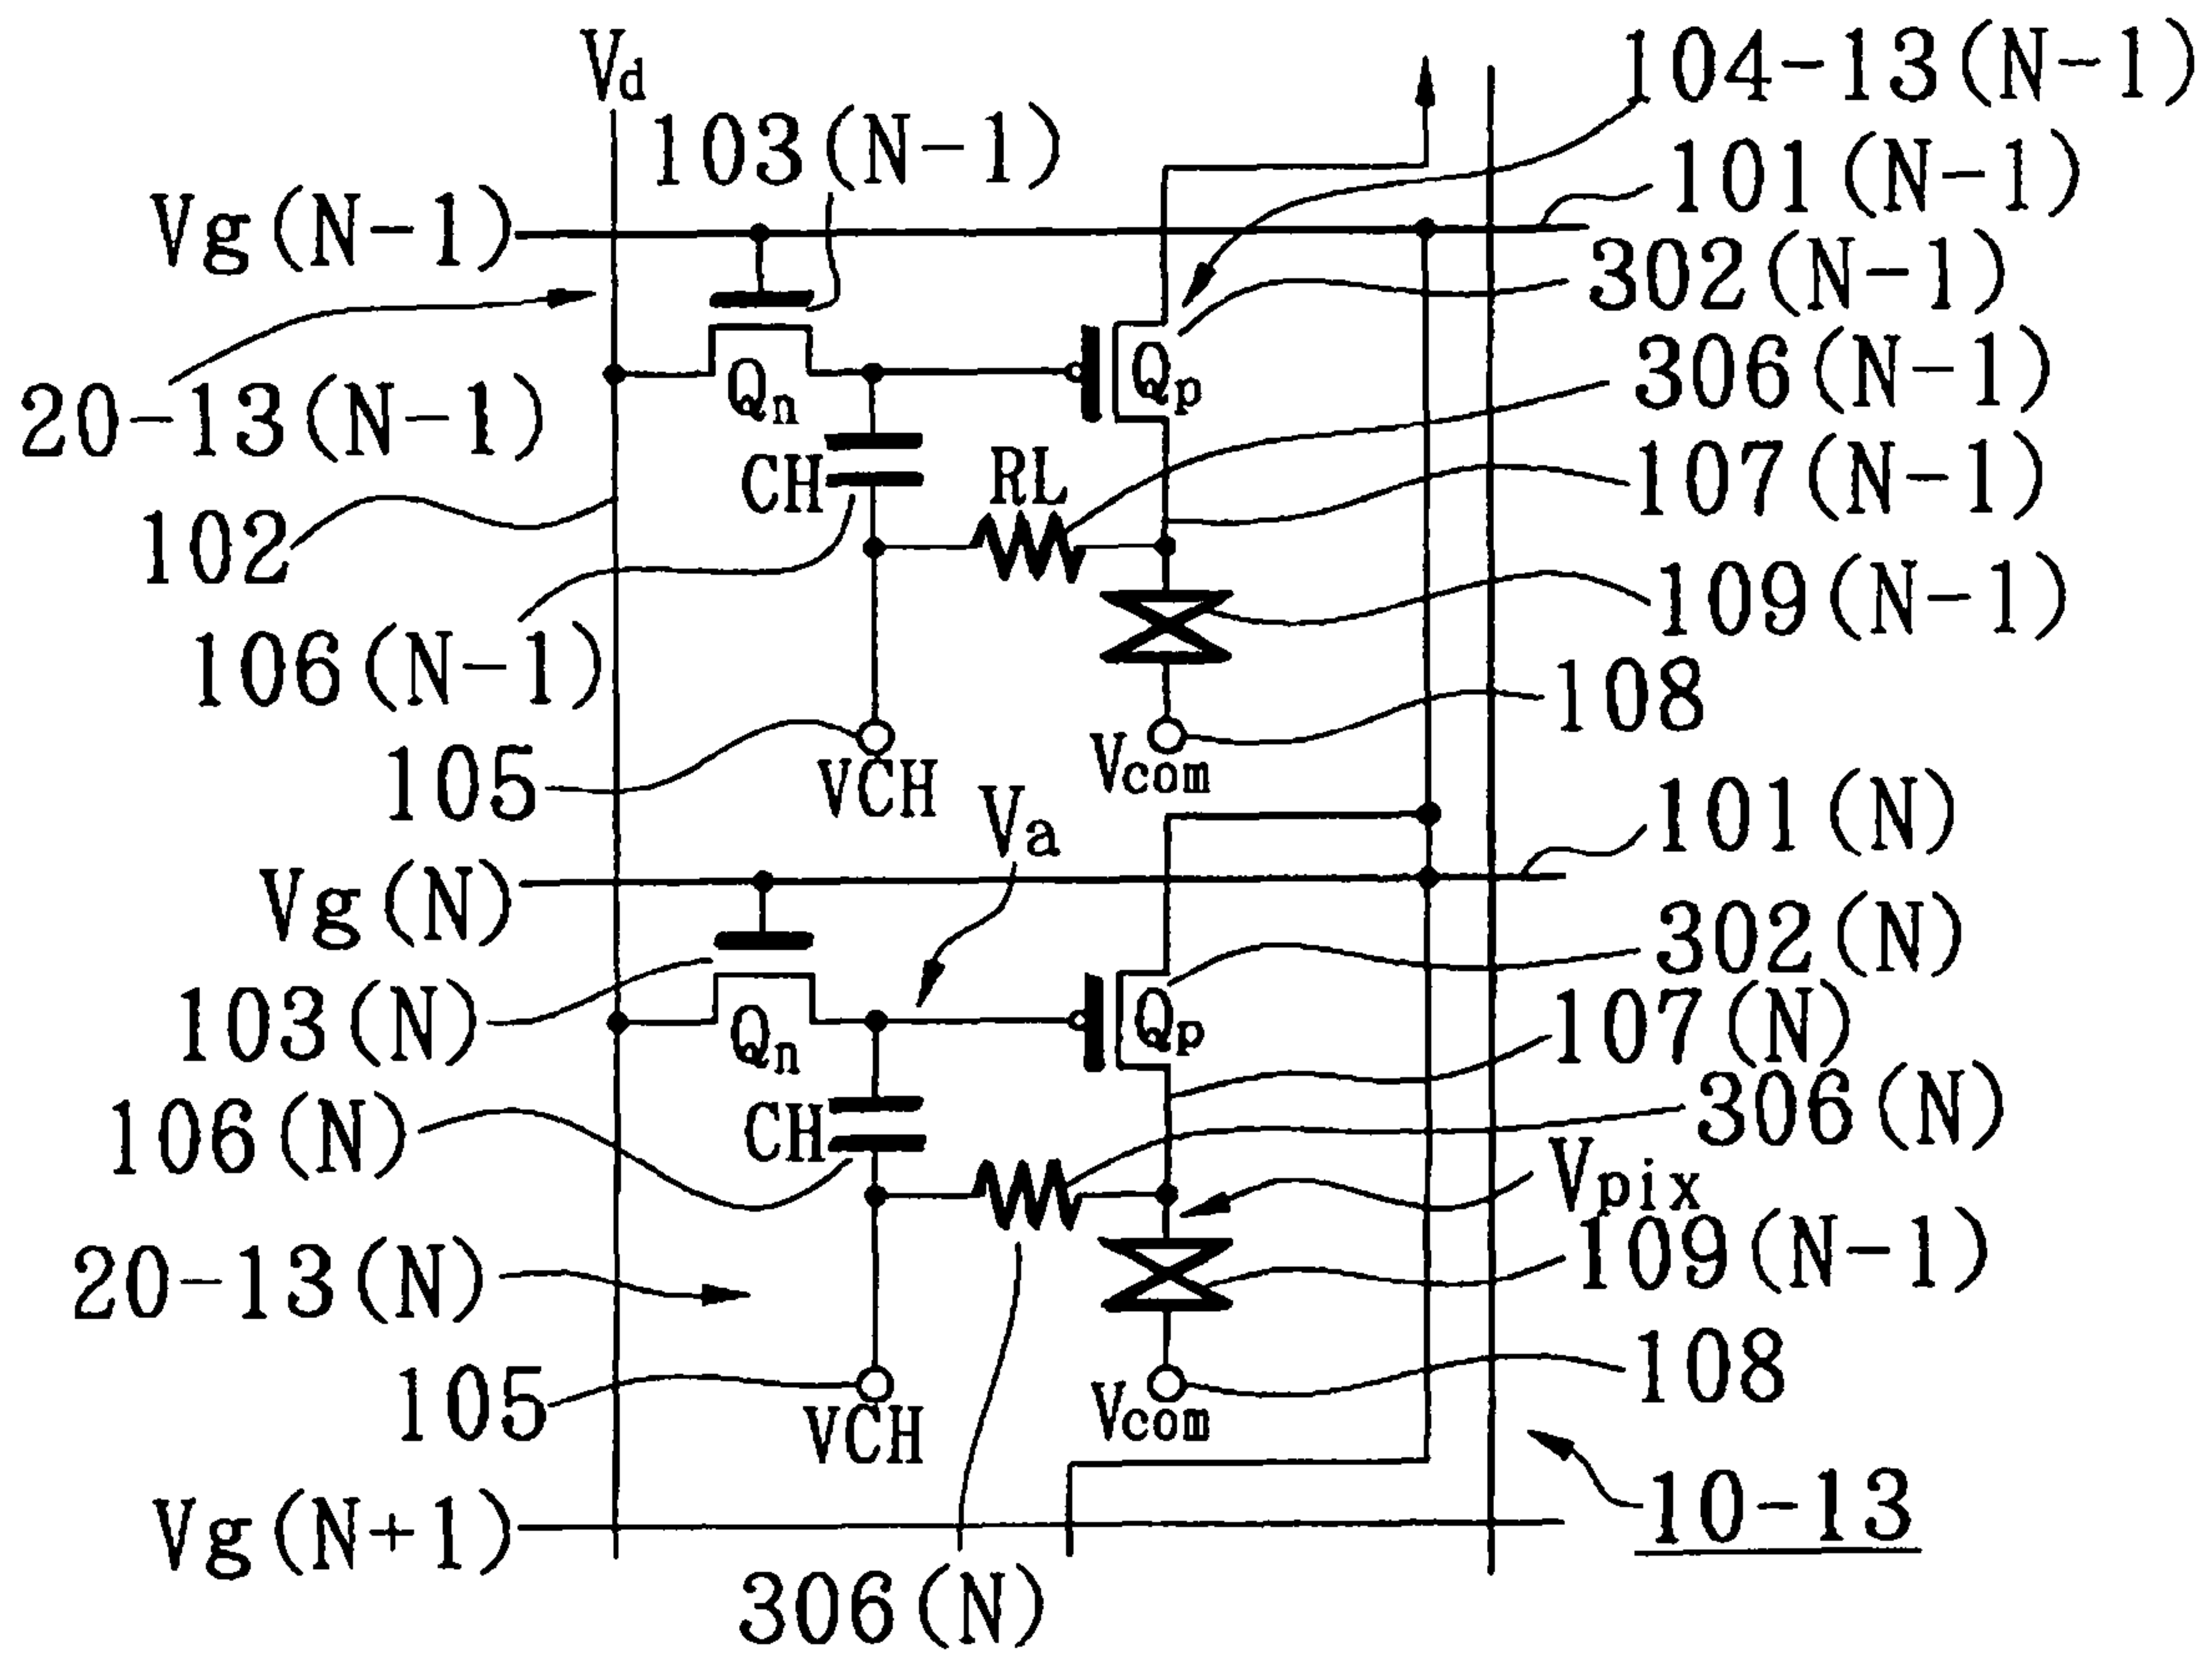 Vd
104-13(N-1)
103(N-1)
101(N-1)
Vg(N-1)
302(N-1)
Qn
Qp
306(N-1)
20-13(N-1)
CH
RL
107(N-1)
102
109(N-1)
106(N-1)
108
105
VCH
Vcom
Va
101(N)
Vg(N)
302(N)
103(N)
Qn
Qp
107(N)
106(N)
CH
306(N)
Vpix
20-13(N)
109(N-1)
105
VCH
Vcom
108
Vg(N+1)
10-13
306(N)